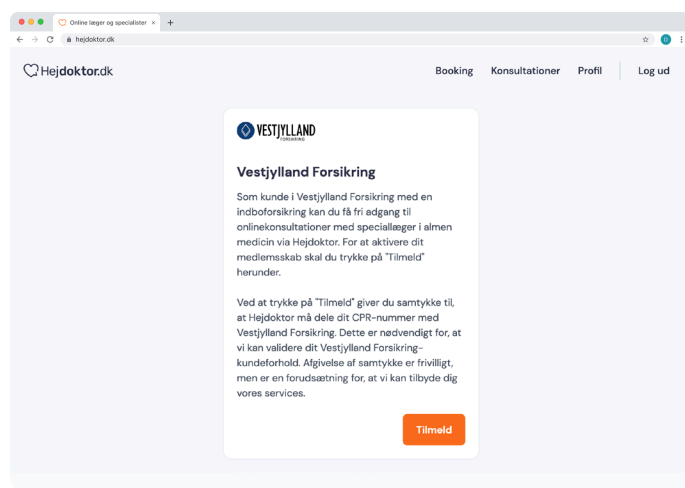 Online læger og specialister × +
hejdoktor.dk D
Hejdoktor.dk Booking Konsultationer Profil Log ud
VESTJYLLAND
FORSIKRING
Vestjylland Forsikring
Som kunde i Vestjylland Forsikring med en
indboforsikring kan du få fri adgang til
onlinekonsultationer med speciallæger i almen
medicin via Hejdoktor. For at aktivere dit
medlemsskab skal du trykke på "Tilmeld"
herunder.
Ved at trykke på "Tilmeld" giver du samtykke til,
at Hejdoktor må dele dit CPR-nummer med
Vestjylland Forsikring. Dette er nødvendigt for, at
vi kan validere dit Vestjylland Forsikring-
kundeforhold. Afgivelse af samtykke er frivilligt,
men er en forudsætning for, at vi kan tilbyde dig
vores services.
Tilmeld